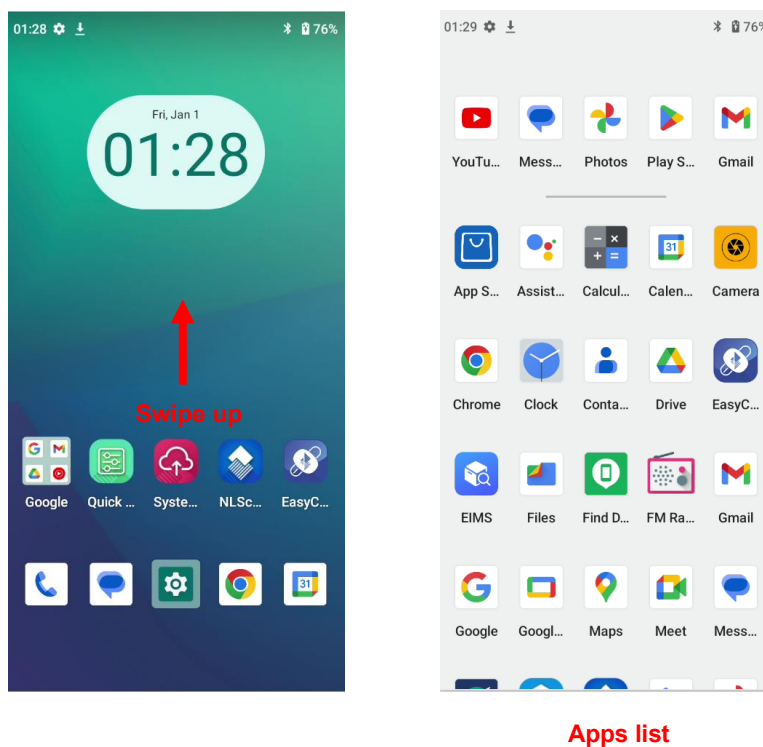 01:28 76%
Fri, Jan 1
01:28
Swipe up
Google Quick ... Syste... NLSc... EasyC...
31
01:29 76%
YouTu... Mess... Photos Play S... Gmail
31
App S... Assist... Calcul... Calen... Camera
Chrome Clock Conta... Drive EasyC...
EIMS Files Find D... FM Ra... Gmail
Google Googl... Maps Meet Mess...
Apps list